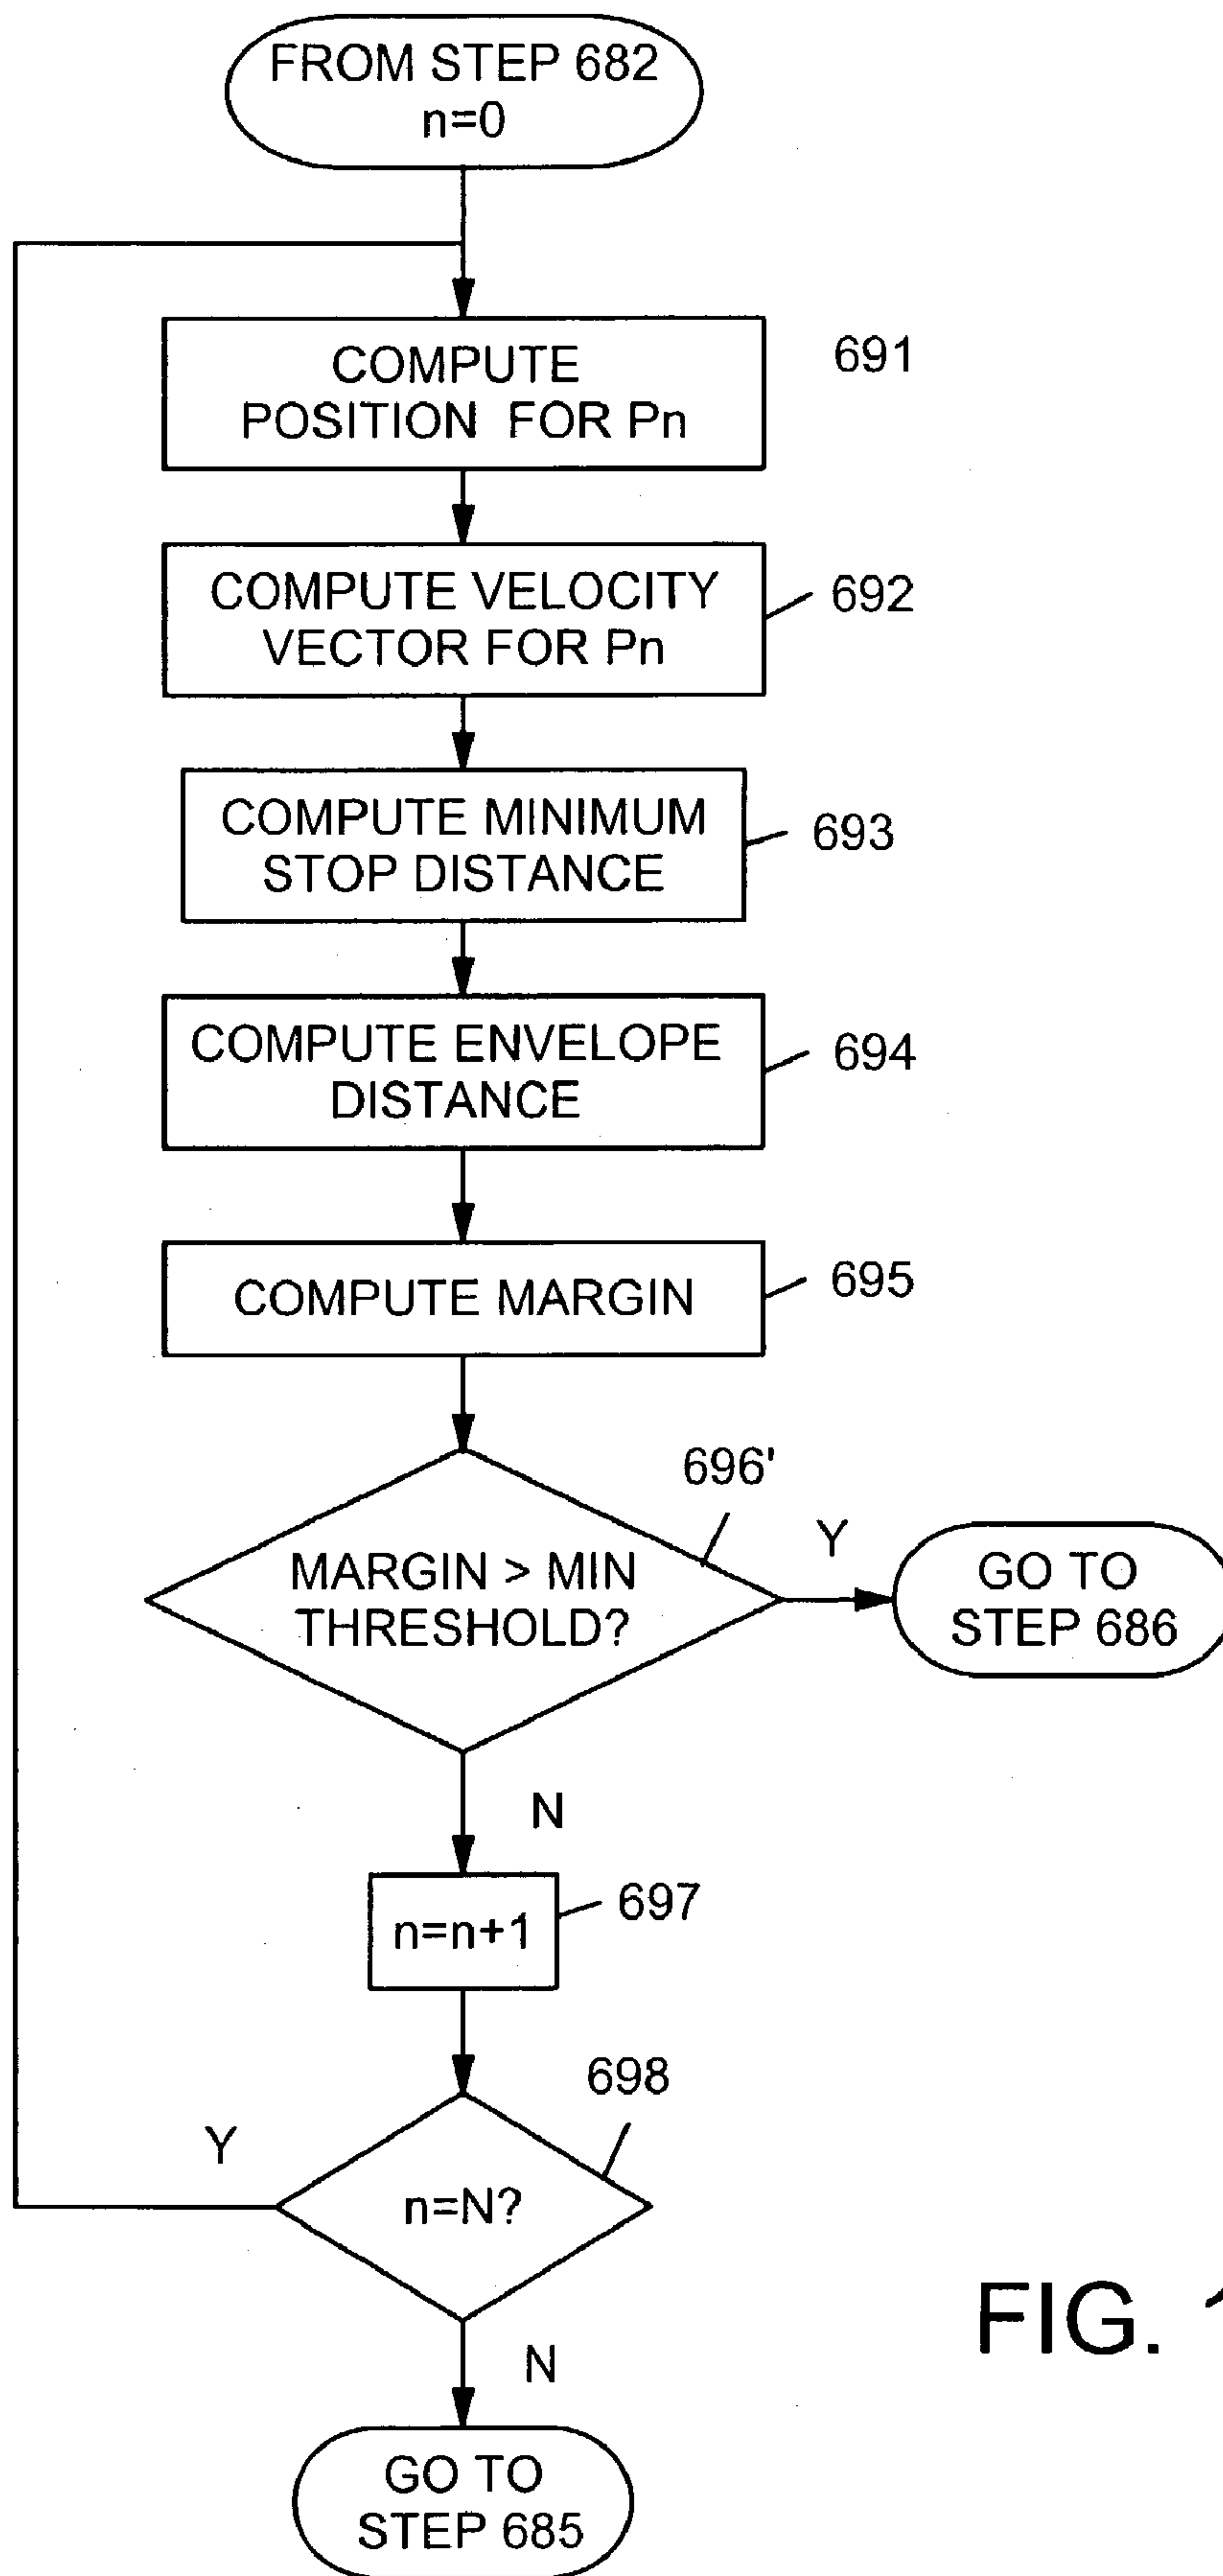 FROM STEP 682
n=0
COMPUTE
POSITION FOR Pn
691
COMPUTE VELOCITY
VECTOR FOR Pn
692
COMPUTE MINIMUM
STOP DISTANCE
693
COMPUTE ENVELOPE
DISTANCE
694
COMPUTE MARGIN
695
696'
MARGIN > MIN
THRESHOLD?
Y
GO TO
STEP 686
N
n=n+1
697
698
Y
n=N?
N
GO TO
STEP 685
FIG.